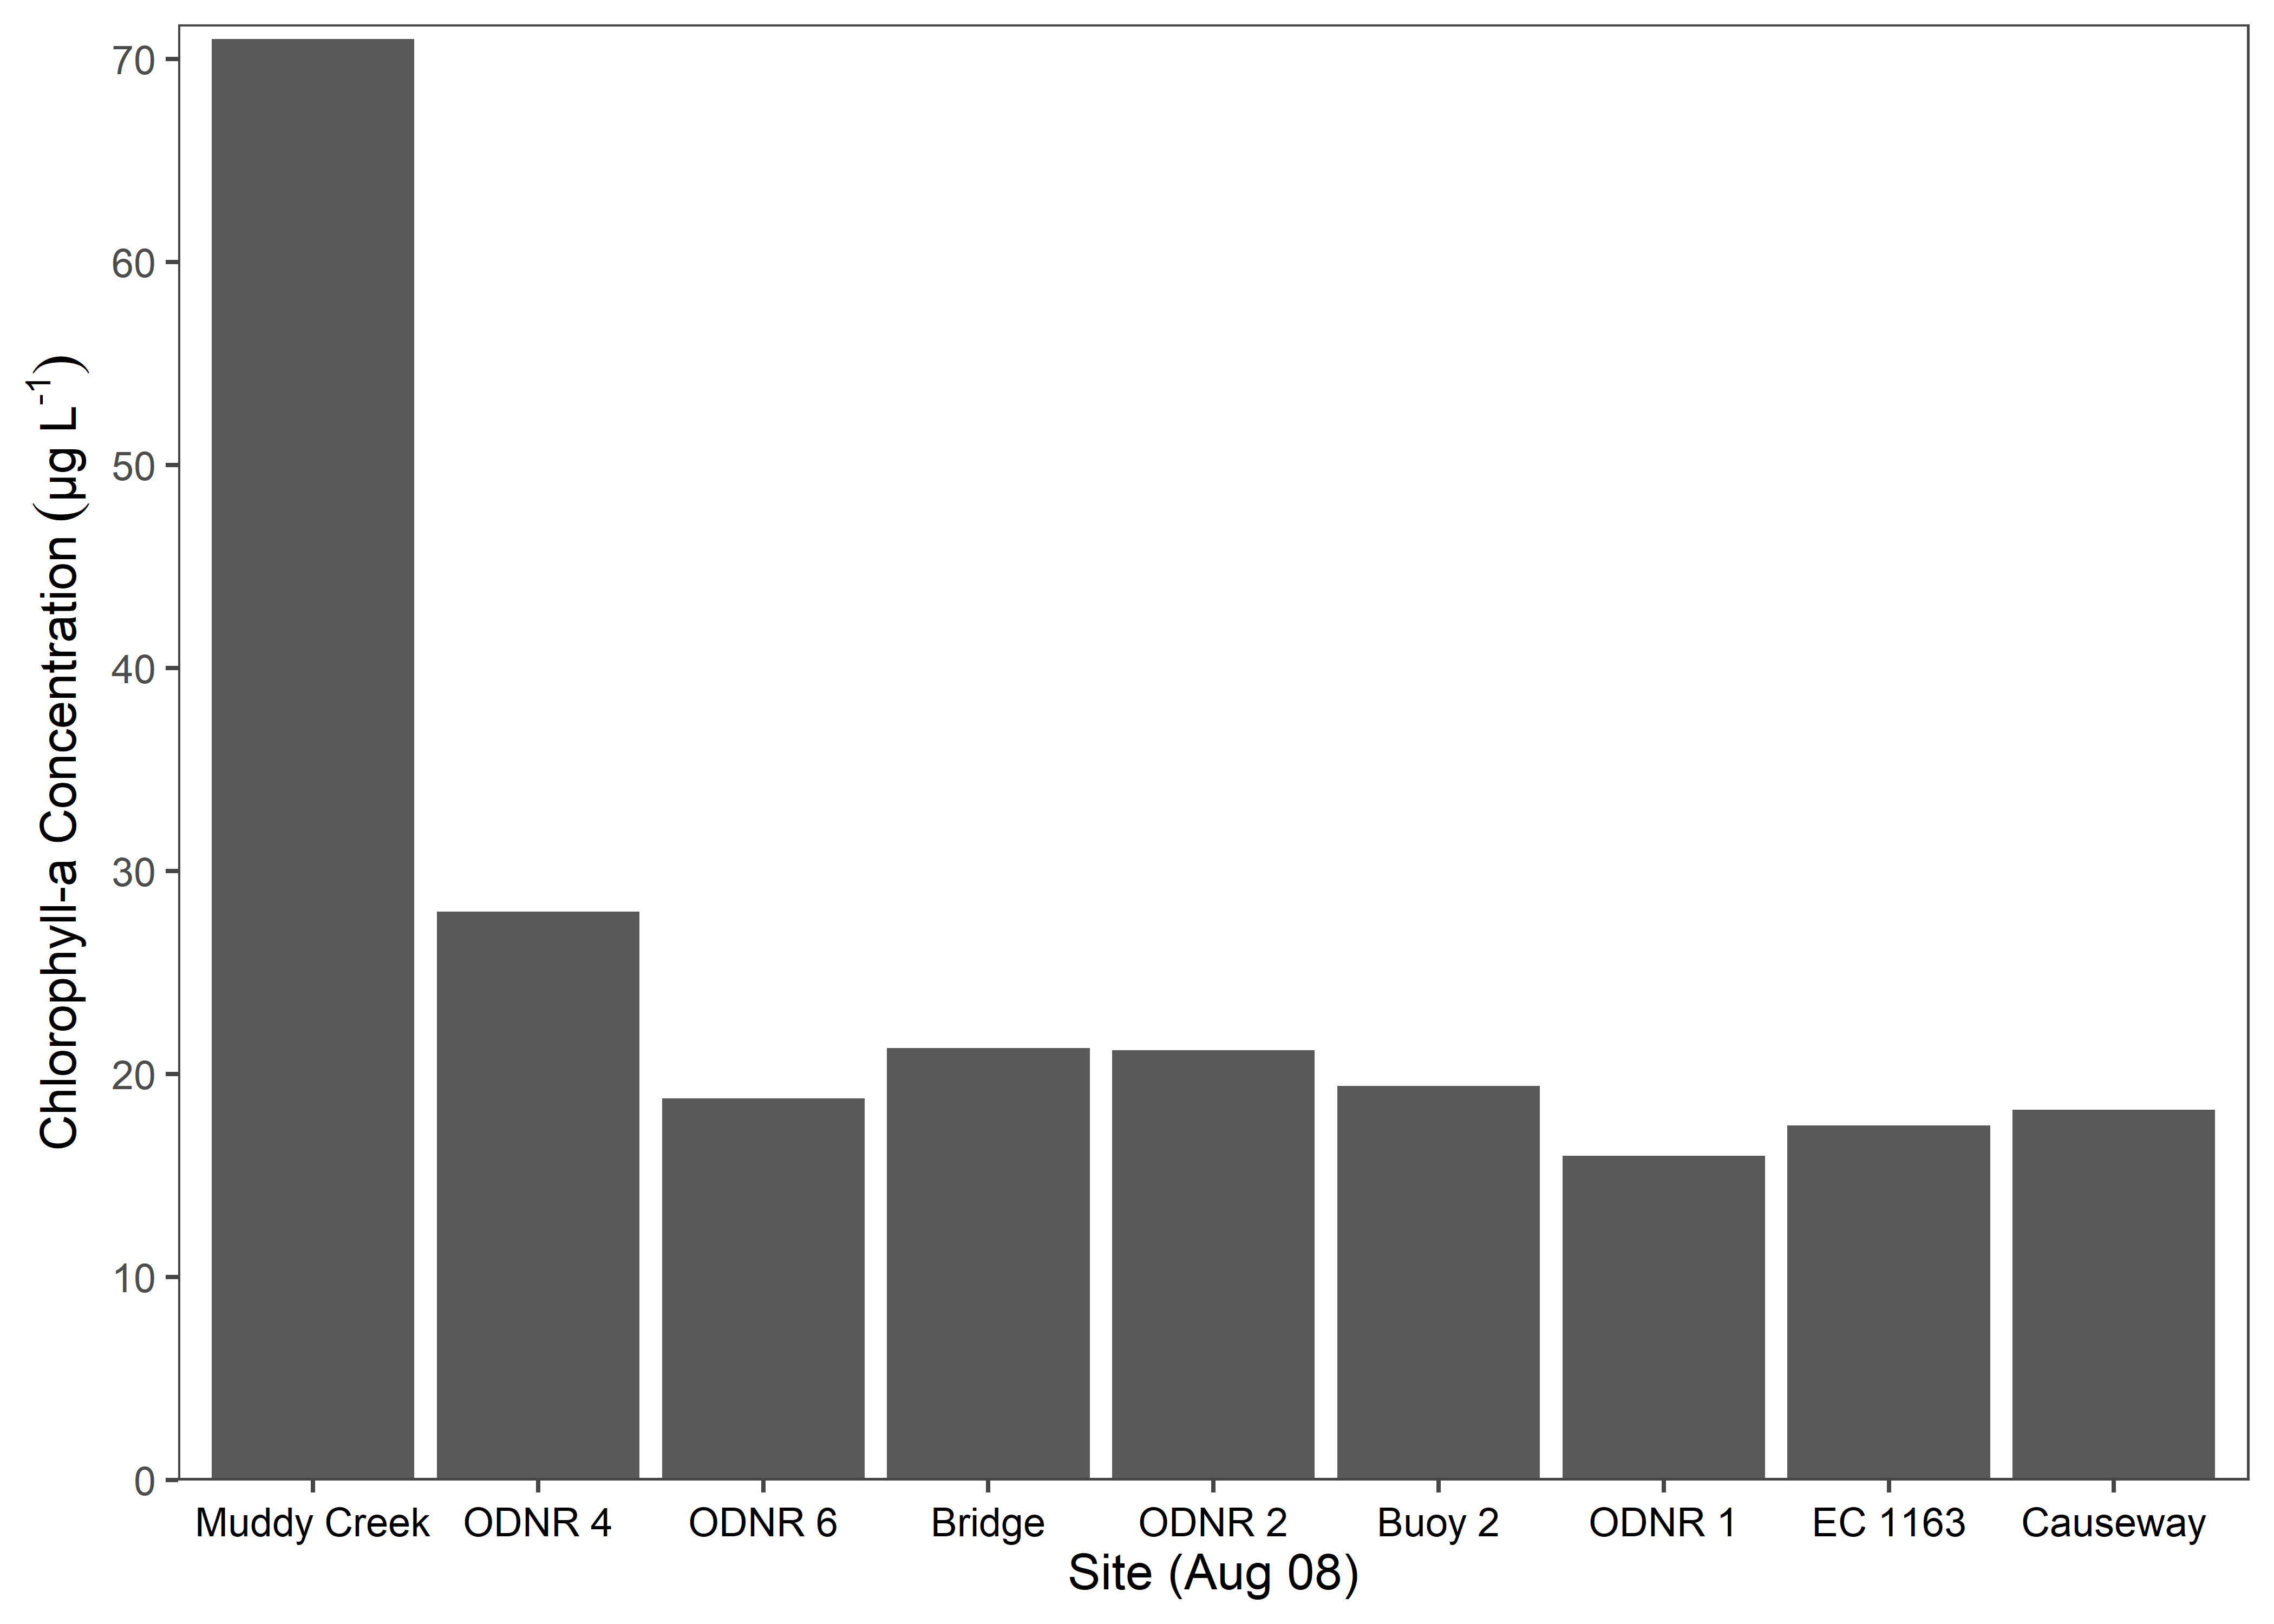 Chlorophyll-a Concentration (µg L⁻¹)
70
60
50
40
30
20
10
0
Muddy Creek ODNR 4 ODNR 6 Bridge ODNR 2 Buoy 2 ODNR 1 EC 1163 Causeway
Site (Aug 08)